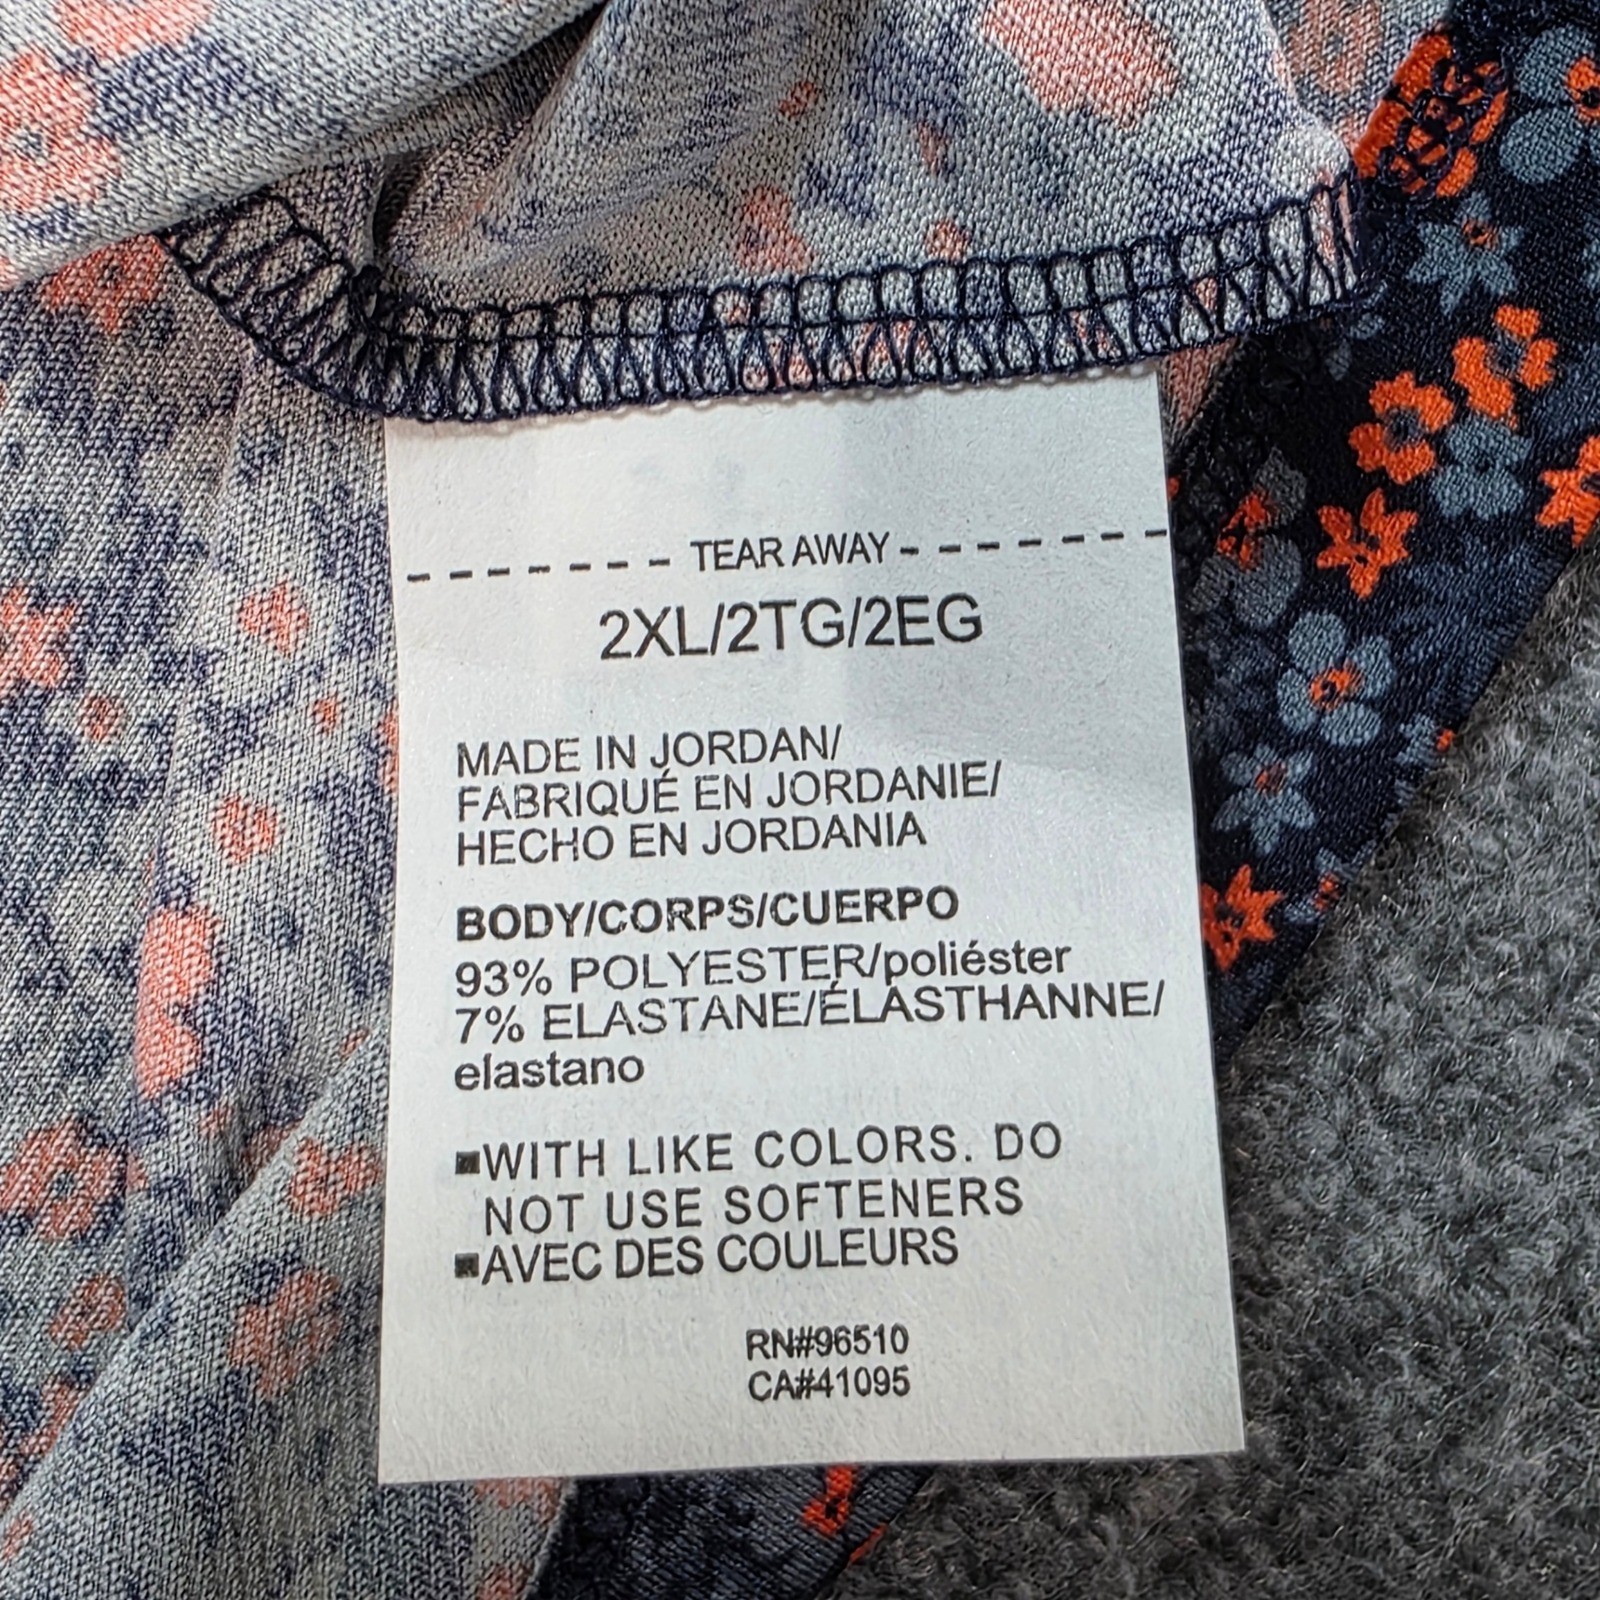 TEAR AWAY
2XL/2TG/2EG
MADE IN JORDAN/
FABRIQUÉ EN JORDANIE/
HECHO EN JORDANIA
BODY/CORPS/CUERPO
93% POLYESTER/poliéster
7% ELASTANE/ÉLASTHANNE/
elastano
■WITH LIKE COLORS. DO
NOT USE SOFTENERS
■AVEC DES COULEURS
RN#96510
CA#41095